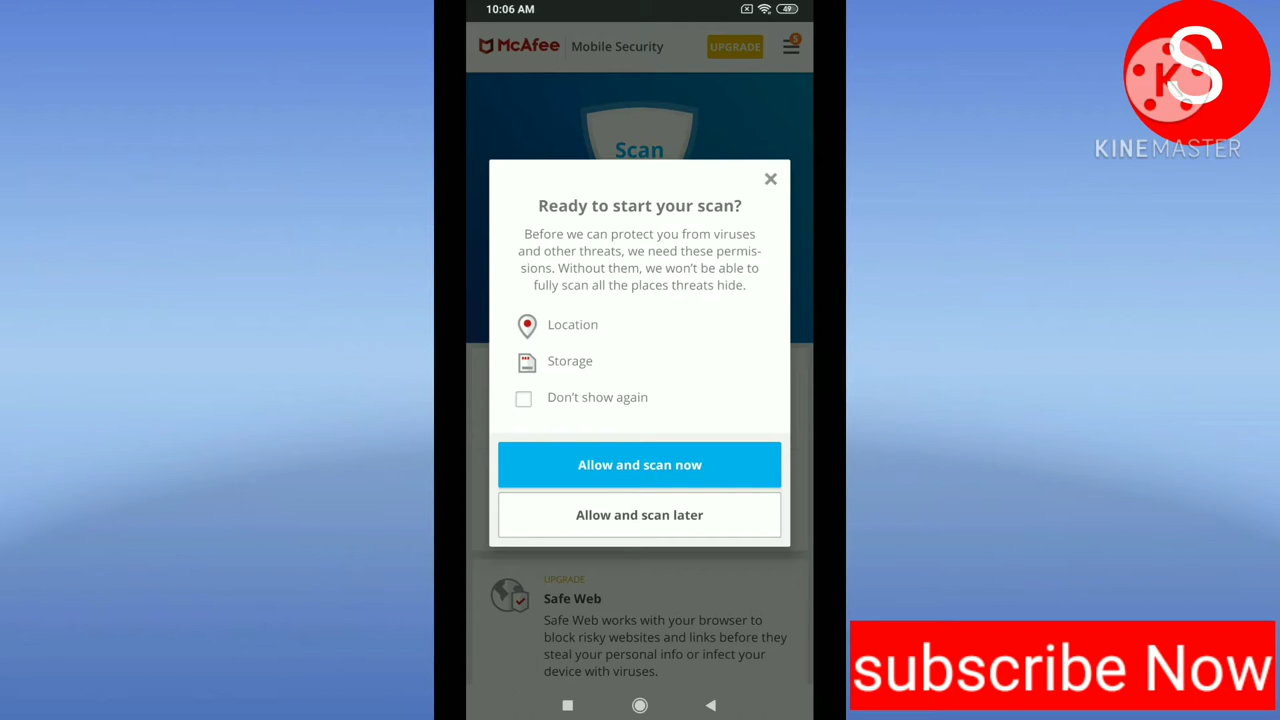 10:06 AM
49
McAfee
Mobile Security
UPGRADE
5
Scan
Ready to start your scan?
Before we can protect you from viruses
and other threats, we need these permis-
sions. Without them, we won't be able to
fully scan all the places threats hide.
Location
Storage
Don't show again
Allow and scan now
Allow and scan later
UPGRADE
Safe Web
Safe Web works with your browser to
block risky websites and links before they
steal your personal info or infect your
device with viruses.
S
K
KINEMASTER
subscribe Now